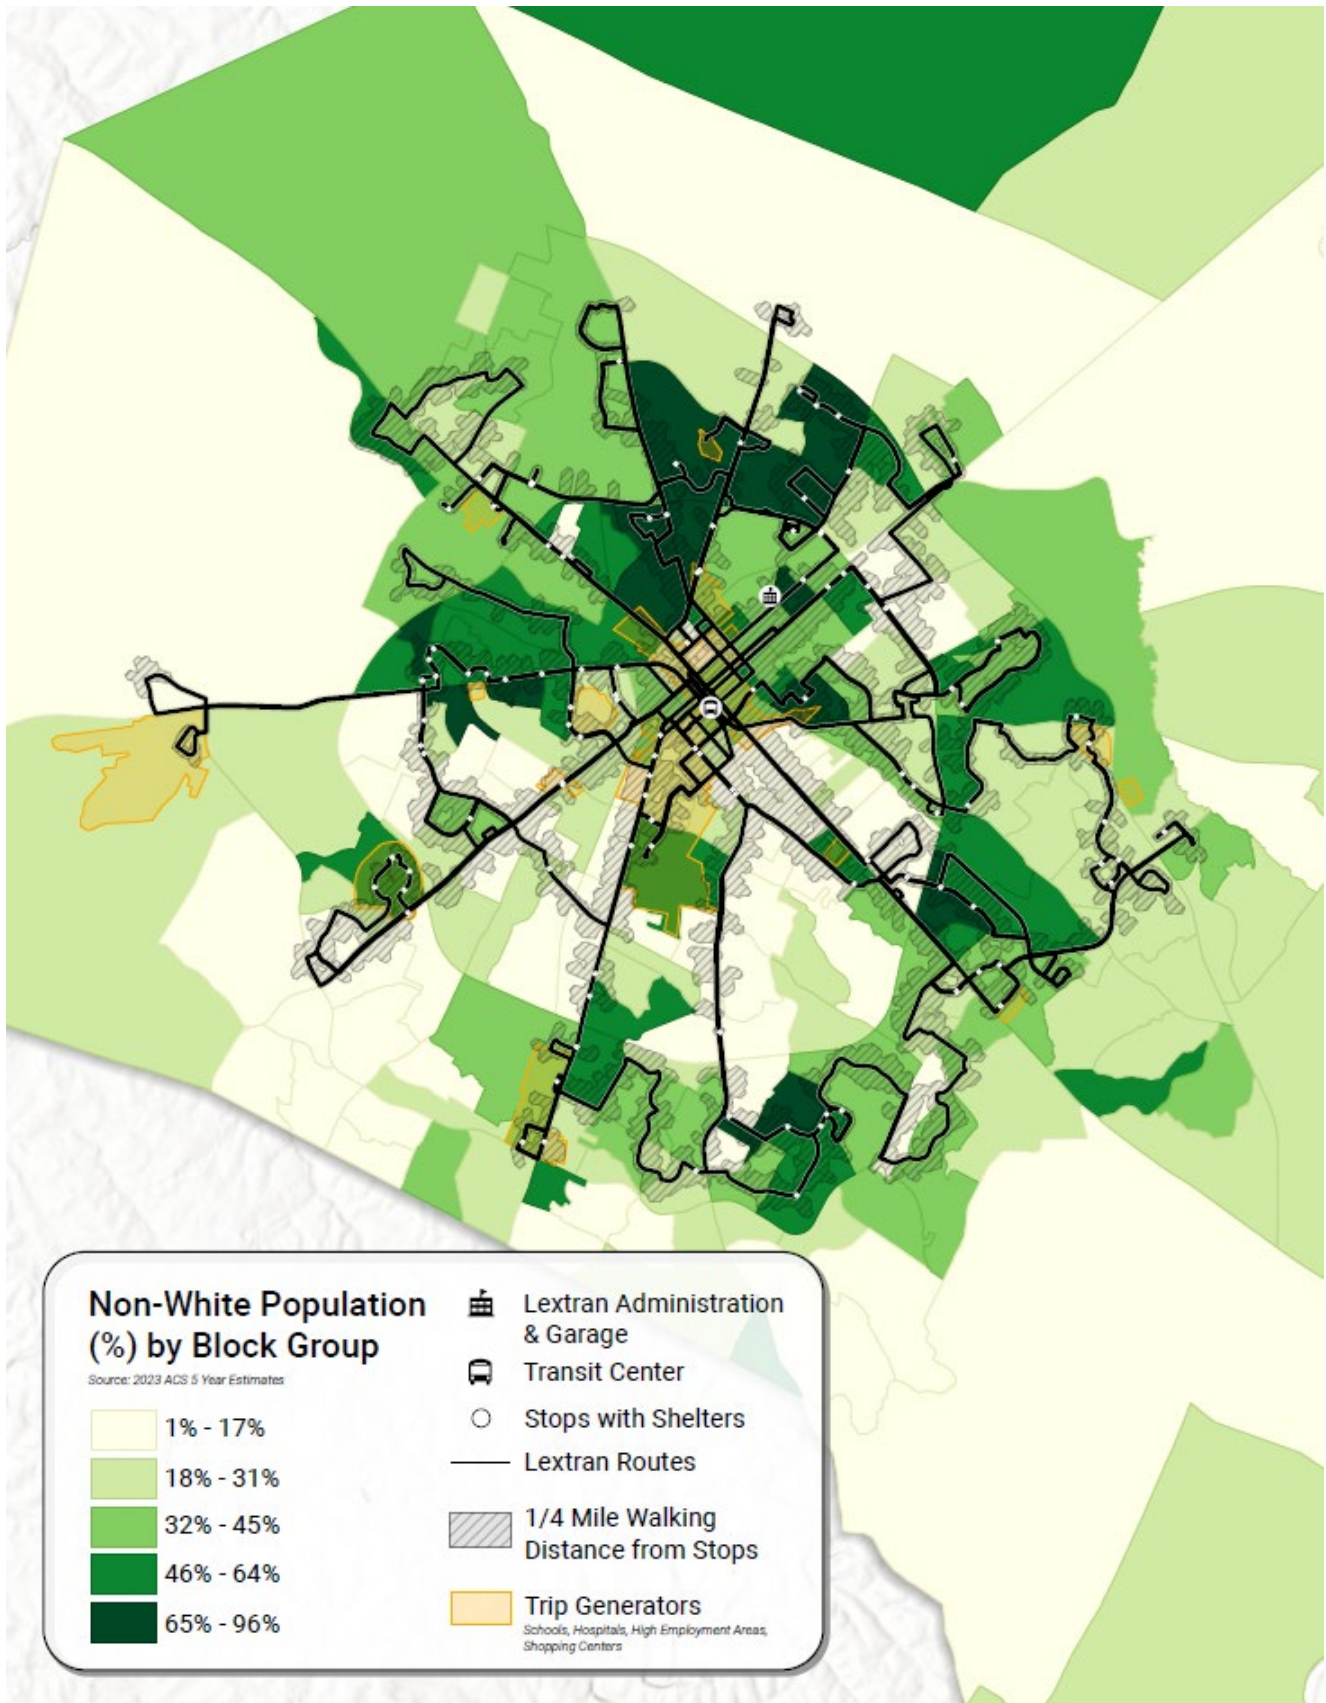 Non-White Population
(%) by Block Group
Source: 2023 ACS 5 Year Estimates
1% - 17%
18% - 31%
32% - 45%
46% - 64%
65% - 96%
Lextran Administration
& Garage
Transit Center
Stops with Shelters
Lextran Routes
1/4 Mile Walking
Distance from Stops
Trip Generators
Schools, Hospitals, High Employment Areas,
Shopping Centers